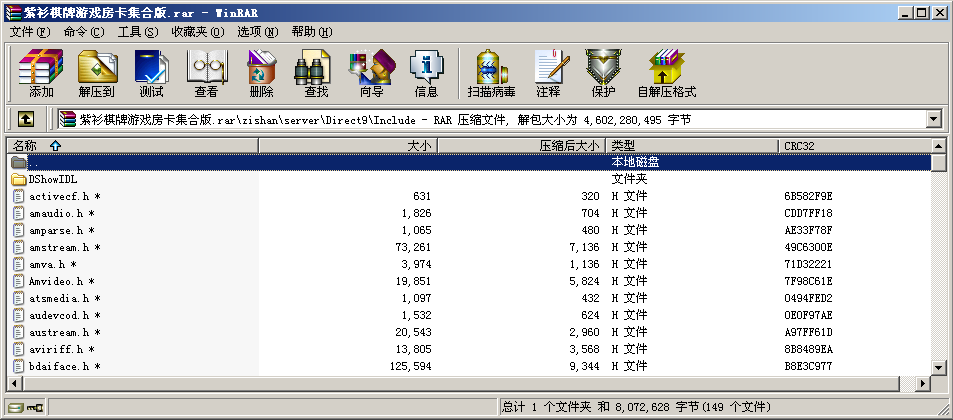 紫衫棋牌游戏房卡集合版.rar - WinRAR
文件(F) 命令(C) 工具(S) 收藏夹(O) 选项(N) 帮助(H)
添加 解压到 测试 查看 删除 查找 向导 信息 扫描病毒 注释 保护 自解压格式
紫衫棋牌游戏房卡集合版.rar\zishan\server\Direct9\Include - RAR 压缩文件, 解包大小为 4,602,280,495 字节
名称 大小 压缩后大小 类型 CRC32
.. 本地磁盘
DShowIDL 文件夹
activecf.h * 631 320 H 文件 6B582F9E
amaudio.h * 1,826 704 H 文件 CDD7FF18
amparse.h * 1,065 480 H 文件 AE33F78F
amstream.h * 73,261 7,136 H 文件 49C6300E
amva.h * 3,974 1,136 H 文件 71D32221
Amvideo.h * 19,851 5,824 H 文件 7F98C61E
atsmedia.h * 1,097 432 H 文件 0494FED2
audevcod.h * 1,532 624 H 文件 0E0F97AE
austream.h * 20,543 2,960 H 文件 A97FF61D
aviriff.h * 13,805 3,568 H 文件 8B8489EA
bdaiface.h * 125,594 9,344 H 文件 B8E3C977
总计 1 个文件夹 和 8,072,628 字节(149 个文件)